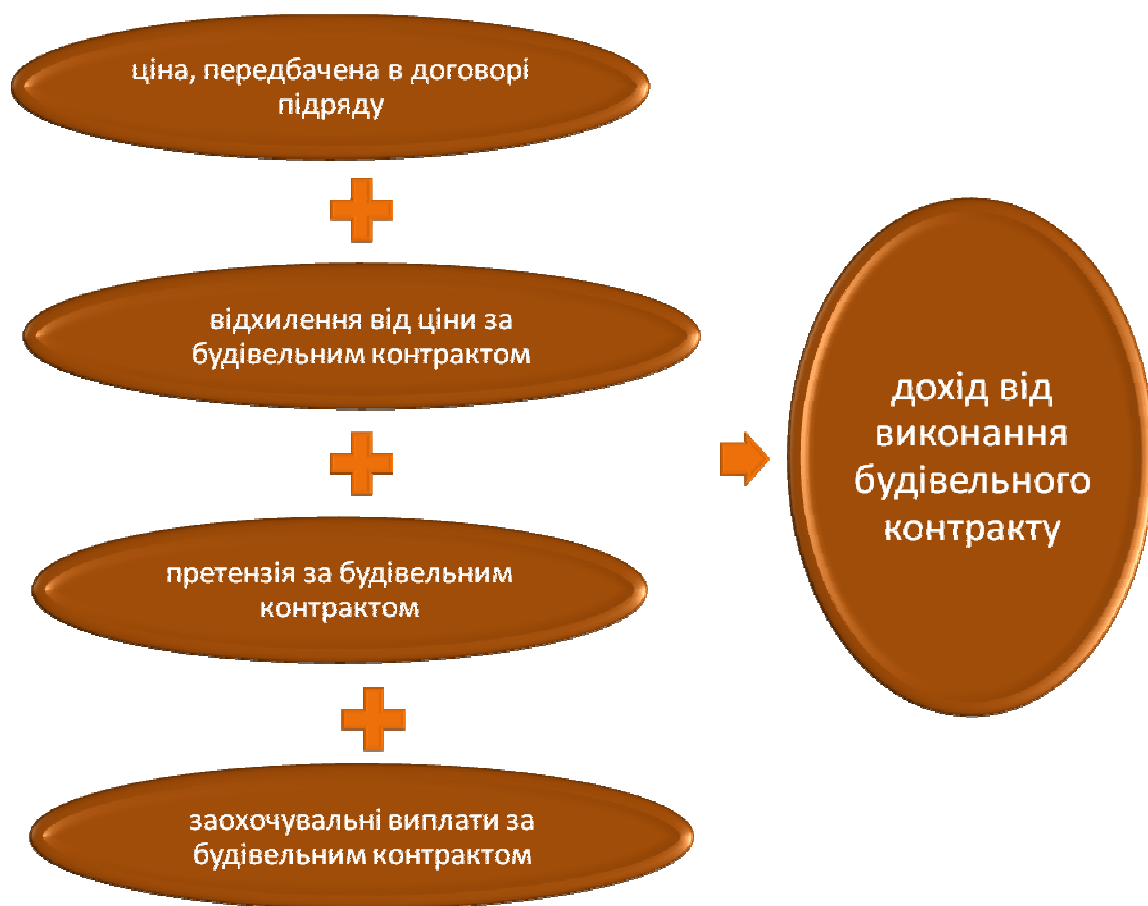 ціна, передбачена в договорі
підряду
відхилення від ціни за
будівельним контрактом
претензія за будівельним
контрактом
заохочувальні виплати за
будівельним контрактом
дохід від
виконання
будівельного
контракту